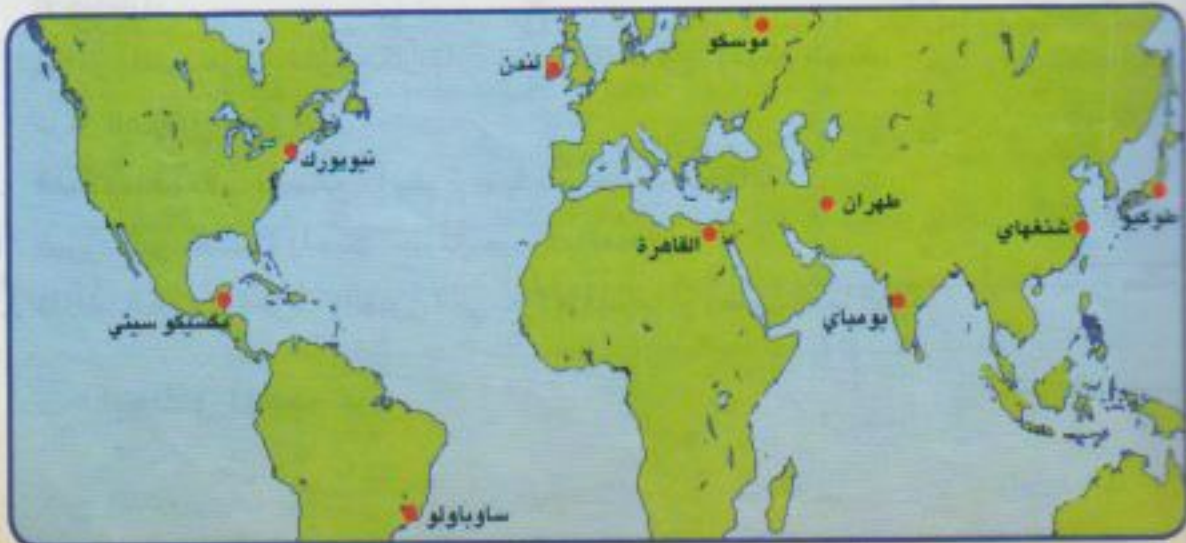 موسكو
لندن
نيويورك
طهران
طوكيو
شنغهاي
القاهرة
مكسيكو سيتي
بومباي
ساوباولو